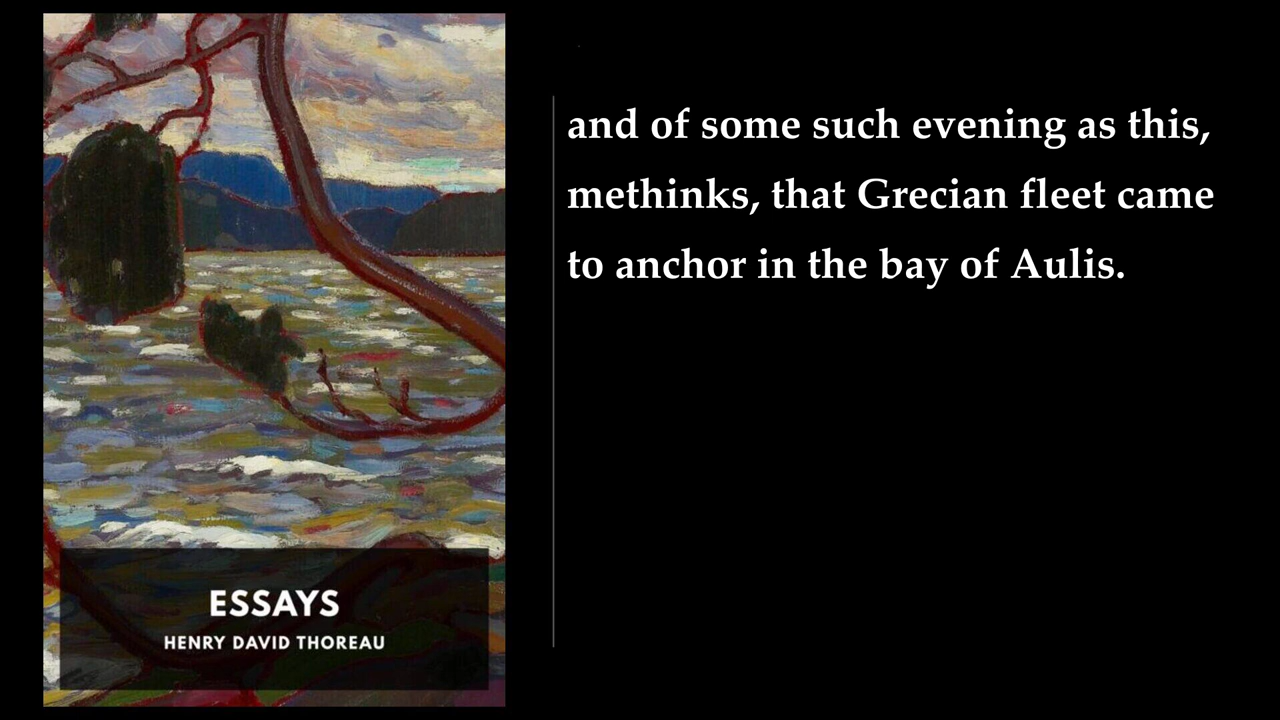 and of some such evening as this,
methinks, that Grecian fleet came
to anchor in the bay of Aulis.
ESSAYS
HENRY DAVID THOREAU